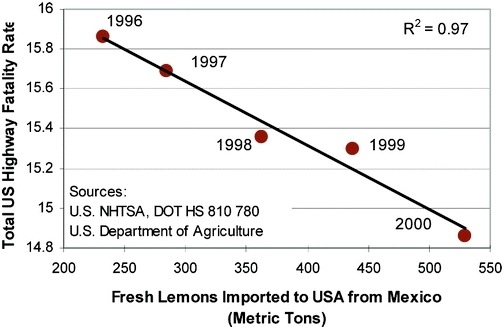 Total US Highway Fatality Rate
16
15.8
15.6
15.4
15.2
15
14.8
1996
1997
1998
1999
2000
R² = 0.97
Sources:
U.S. NHTSA, DOT HS 810 780
U.S. Department of Agriculture
200 250 300 350 400 450 500 550
Fresh Lemons Imported to USA from Mexico
(Metric Tons)